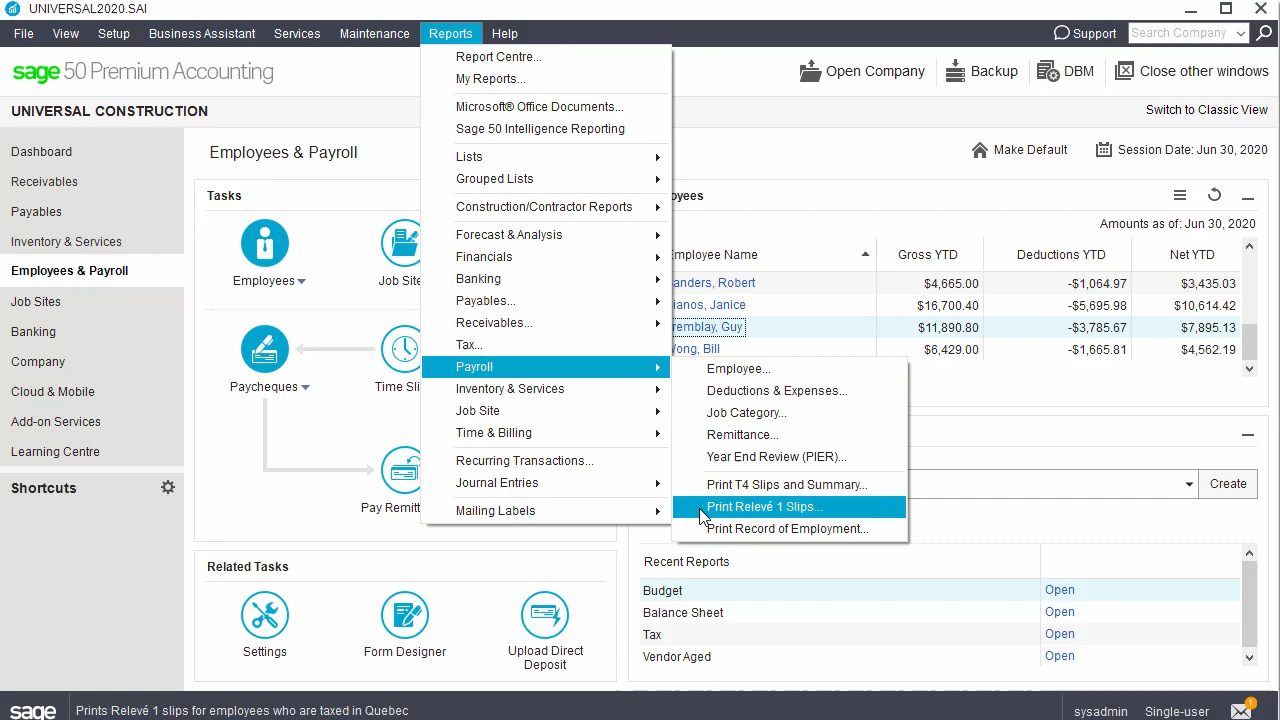 UNIVERSAL2020.SAI
File View Setup Business Assistant Services Maintenance Reports Help Support Search Company
sage 50 Premium Accounting
Open Company Backup DBM Close other windows
UNIVERSAL CONSTRUCTION
Switch to Classic View
Dashboard
Receivables
Payables
Inventory & Services
Employees & Payroll
Job Sites
Banking
Company
Cloud & Mobile
Add-on Services
Learning Centre
Shortcuts
Employees & Payroll
Make Default Session Date: Jun 30, 2020
Tasks
Employees
Job Site
Paycheques
Time Sli
Pay Remitt
Related Tasks
Settings
Form Designer
Upload Direct
Deposit
Report Centre...
My Reports...
Microsoft® Office Documents...
Sage 50 Intelligence Reporting
Lists
Grouped Lists
Construction/Contractor Reports
Forecast & Analysis
Financials
Banking
Payables...
Receivables...
Tax...
Payroll
Inventory & Services
Job Site
Time & Billing
Recurring Transactions...
Journal Entries
Mailing Labels
Employee...
Deductions & Expenses...
Job Category...
Remittance...
Year End Review (PIER)...
Print T4 Slips and Summary...
Print Relevé 1 Slips...
Print Record of Employment...
oyees
Amounts as of: Jun 30, 2020
mployee Name Gross YTD Deductions YTD Net YTD
anders, Robert $4,665.00 -$1,064.97 $3,435.03
ianos, Janice $16,700.40 -$5,695.98 $10,614.42
remblay, Guy $11,890.80 -$3,785.67 $7,895.13
ong, Bill $6,429.00 -$1,665.81 $4,562.19
Create
Recent Reports
Budget Open
Balance Sheet Open
Tax Open
Vendor Aged Open
sage Prints Relevé 1 slips for employees who are taxed in Quebec sysadmin Single-user 1